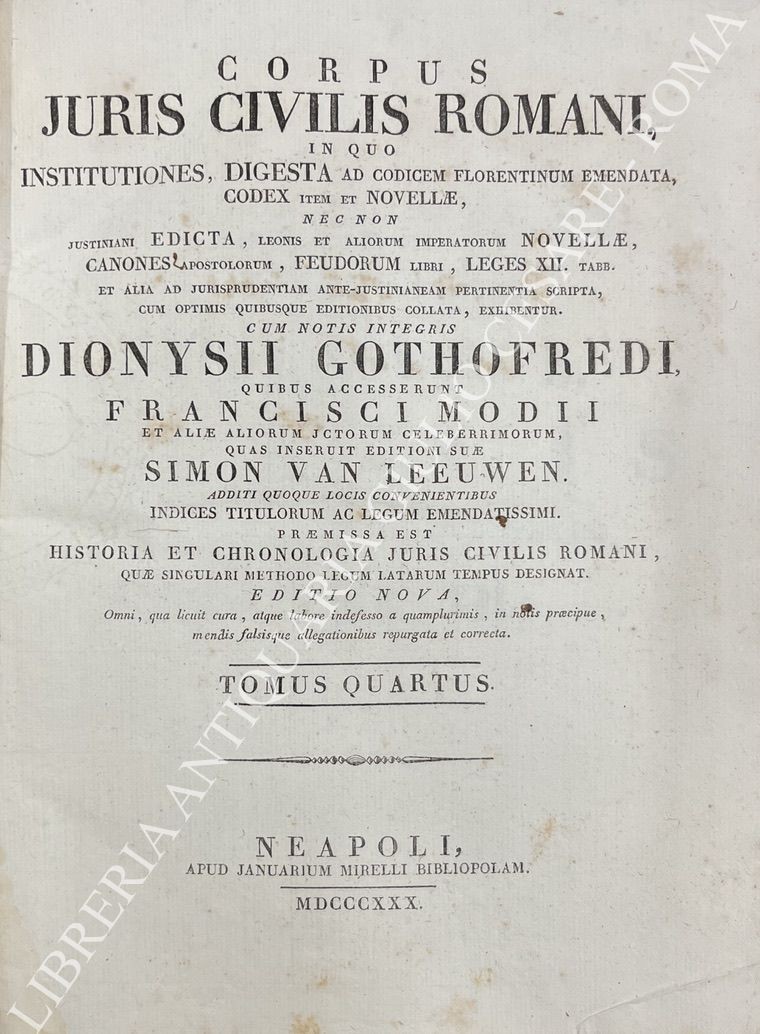 CORPUS
JURIS CIVILIS ROMANI,
IN QUO
INSTITUTIONES, DIGESTA AD CODICEM FLORENTINUM EMENDATA,
CODEX ITEM ET NOVELLÆ,
NEC NON
JUSTINIANI EDICTA, LEONIS ET ALIORUM IMPERATORUM NOVELLÆ,
CANONES APOSTOLORUM, FEUDORUM LIBRI, LEGES XII. TABB.
ET ALIA AD JURISPRUDENTIAM ANTE-JUSTINIANEAM PERTINENTIA SCRIPTA,
CUM OPTIMIS QUIBUSQUE EDITIONIBUS COLLATA, EXHIBENTUR.
CUM NOTIS INTEGRIS
DIONYSII GOTHOFREDI,
QUIBUS ACCESSERUNT
FRANCISCI MODII
ET ALIÆ ALIORUM JCTORUM CELEBERRIMORUM,
QUAS INSERUIT EDITIONI SUÆ
SIMON VAN LEEUWEN.
ADDITI QUOQUE LOCIS CONVENIENTIBUS
INDICES TITULORUM AC LEGUM EMENDATISSIMI.
PRÆMISSA EST
HISTORIA ET CHRONOLOGIA JURIS CIVILIS ROMANI,
QUÆ SINGULARI METHODO LEGUM LATARUM TEMPUS DESIGNAT.
EDITIO NOVA,
Omni, qua licuit cura, atque labore indefesso a quamplurimis, in notis præcipue,
mendis falsisque allegationibus repurgata et correcta.
TOMUS QUARTUS.
NEAPOLI,
APUD JANUARIUM MIRELLI BIBLIOPOLAM.
MDCCCXXX.
LIBRERIA ANTIQUARIA GIULIO CESARE - ROMA